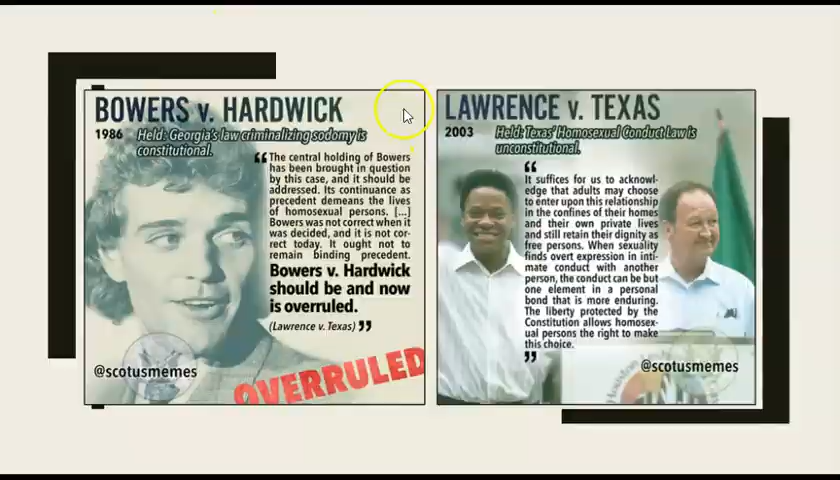 BOWERS v. HARDWICK
1986 Held: Georgia's law criminalizing sodomy is
constitutional.
“ The central holding of Bowers
has been brought in question
by this case, and it should be
addressed. Its continuance as
precedent demeans the lives
of homosexual persons. [...]
Bowers was not correct when it
was decided, and it is not cor-
rect today. It ought not to
remain binding precedent.
Bowers v. Hardwick
should be and now
is overruled.
(Lawrence v. Texas) ”
@scotusmemes
OVERRULED
LAWRENCE v. TEXAS
2003 Held: Texas' Homosexual Conduct Law is
unconstitutional.
“
It suffices for us to acknowl-
edge that adults may choose
to enter upon this relationship
in the confines of their homes
and their own private lives
and still retain their dignity as
free persons. When sexuality
finds overt expression in inti-
mate conduct with another
person, the conduct can be but
one element in a personal
bond that is more enduring.
The liberty protected by the
Constitution allows homosex-
ual persons the right to make
this choice.
”
@scotusmemes